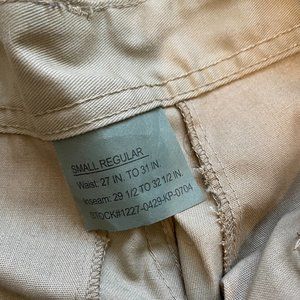 SMALL REGULAR
Waist: 27 IN. TO 31 IN.
Inseam: 29 1/2 TO 32 1/2 IN.
STOCK#1227-0429-KP-0704